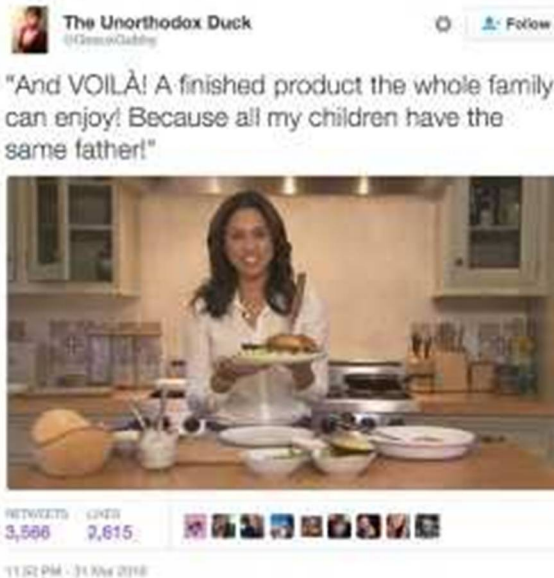 The Unorthodox Duck
Follow
"And VOILÀ! A finished product the whole family
can enjoy! Because all my children have the
same father!"
RETWEETS LIKES
3,566 2,615